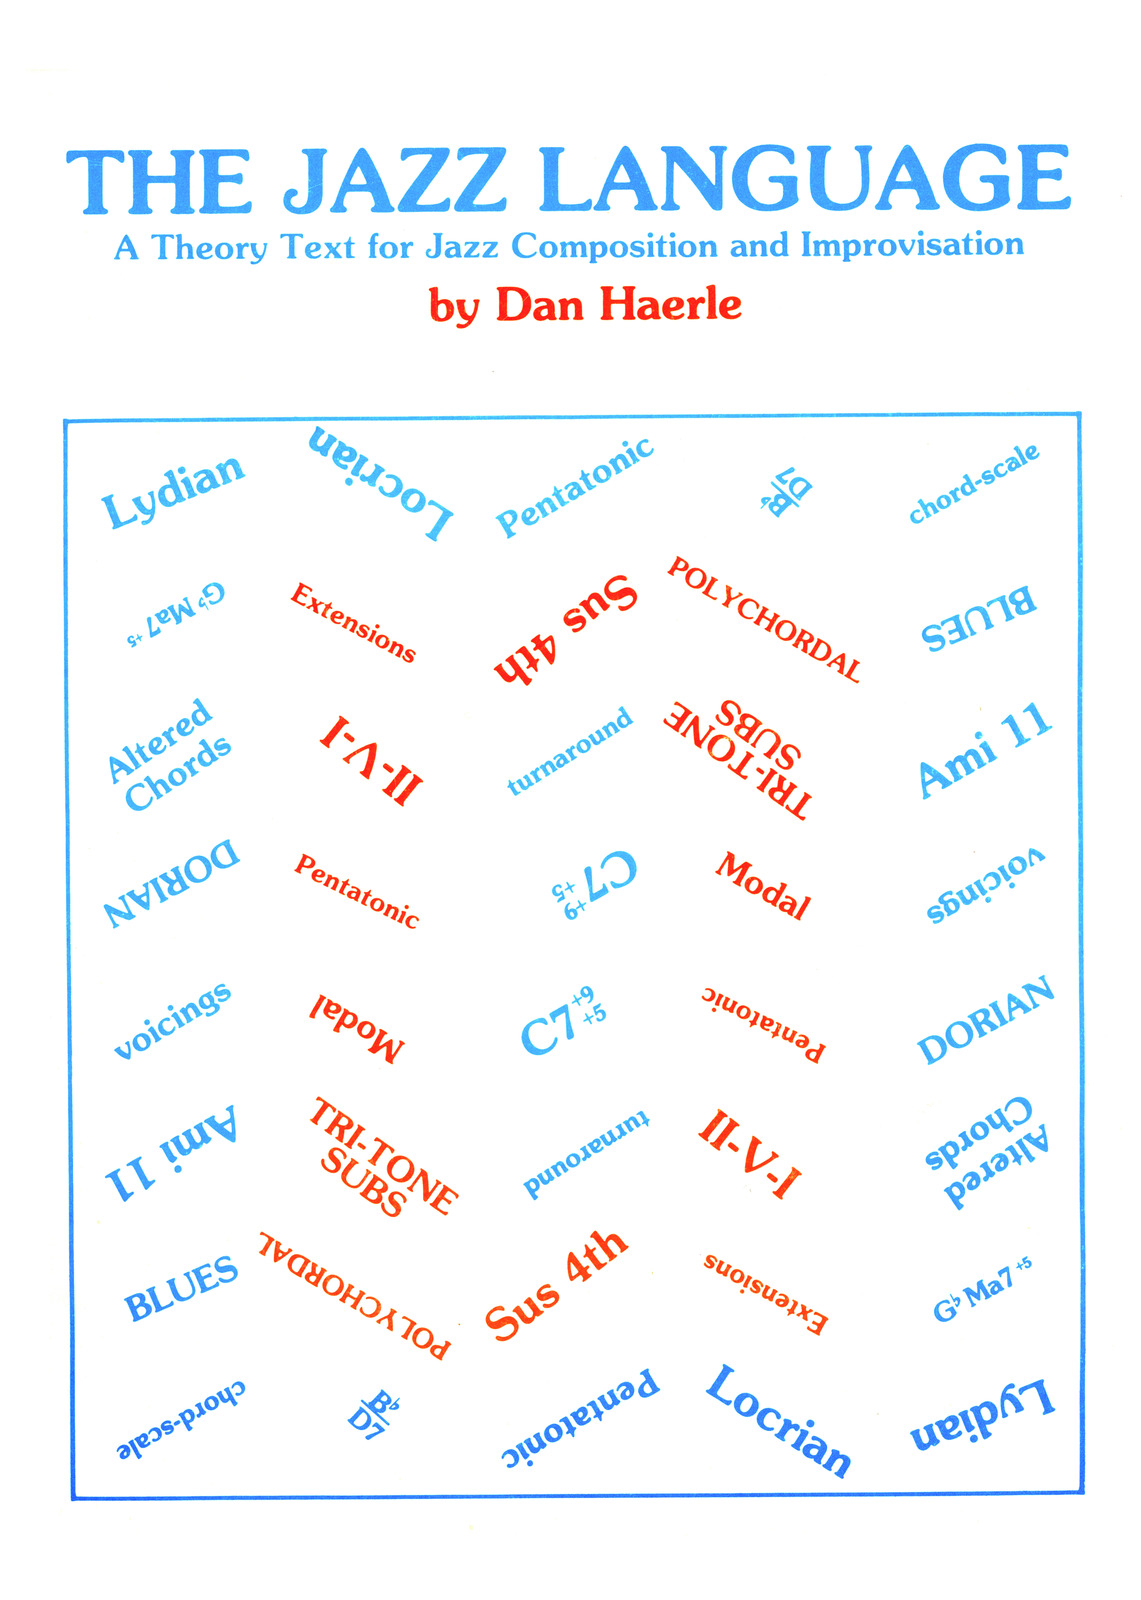 THE JAZZ LANGUAGE
A Theory Text for Jazz Composition and Improvisation
by Dan Haerle
Lydian
Locrian
Pentatonic
B♭
D7
chord-scale
G♭ Ma7 +5
Extensions
Sus 4th
POLYCHORDAL
BLUES
Altered
Chords
II-V-I
turnaround
TRI-TONE
SUBS
Ami 11
DORIAN
Pentatonic
C7 +9
+5
Modal
voicings
voicings
Modal
C7 +9
+5
Pentatonic
DORIAN
Ami 11
TRI-TONE
SUBS
turnaround
II-V-I
Altered
Chords
BLUES
POLYCHORDAL
Sus 4th
Extensions
G♭ Ma7 +5
chord-scale
B♭
D7
Pentatonic
Locrian
Lydian